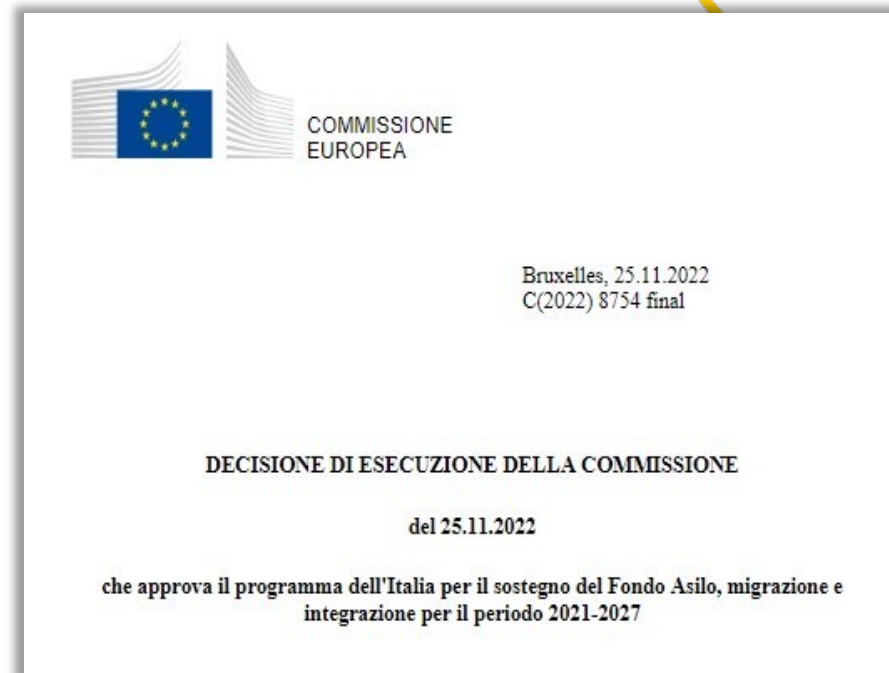 COMMISSIONE
EUROPEA
Bruxelles, 25.11.2022
C(2022) 8754 final
DECISIONE DI ESECUZIONE DELLA COMMISSIONE
del 25.11.2022
che approva il programma dell'Italia per il sostegno del Fondo Asilo, migrazione e
integrazione per il periodo 2021-2027